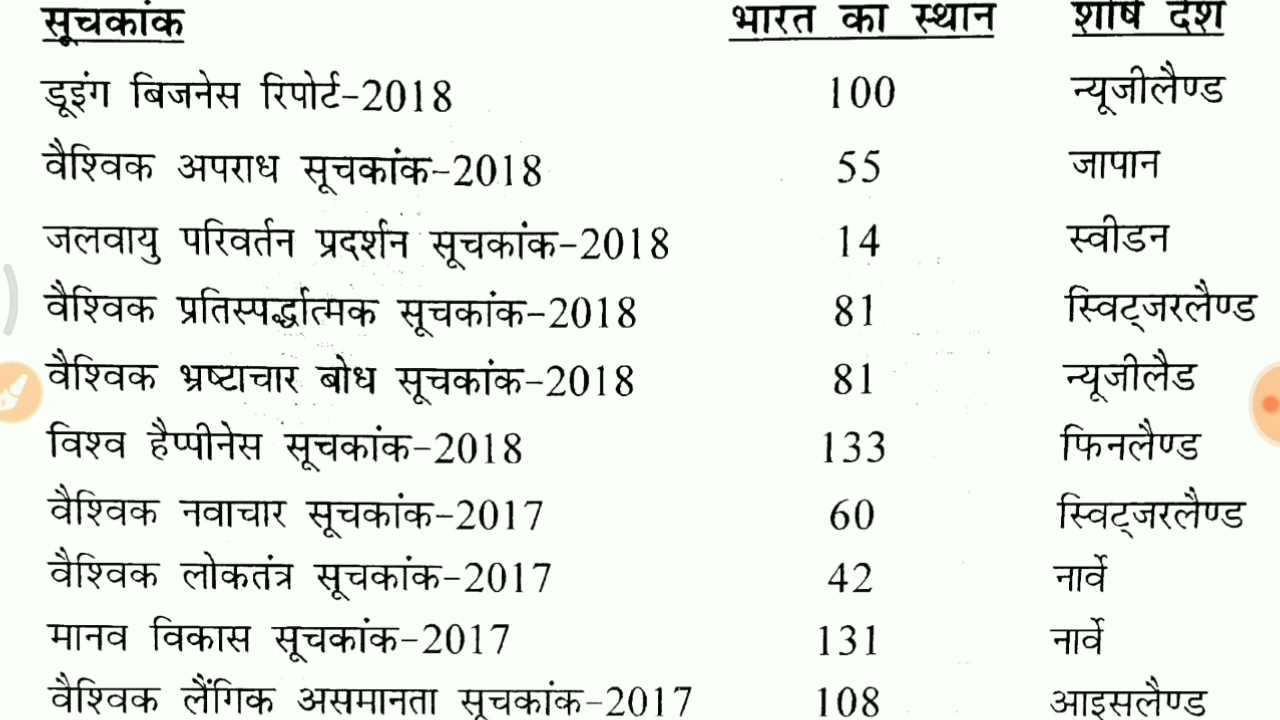 सूचकांक भारत का स्थान शीर्ष देश
डूइंग बिजनेस रिपोर्ट-2018 100 न्यूजीलैण्ड
वैश्विक अपराध सूचकांक-2018 55 जापान
जलवायु परिवर्तन प्रदर्शन सूचकांक-2018 14 स्वीडन
वैश्विक प्रतिस्पर्द्धात्मक सूचकांक-2018 81 स्विट्जरलैण्ड
वैश्विक भ्रष्टाचार बोध सूचकांक-2018 81 न्यूजीलैड
विश्व हैप्पीनेस सूचकांक-2018 133 फिनलैण्ड
वैश्विक नवाचार सूचकांक-2017 60 स्विट्जरलैण्ड
वैश्विक लोकतंत्र सूचकांक-2017 42 नार्वे
मानव विकास सूचकांक-2017 131 नार्वे
वैश्विक लैंगिक असमानता सूचकांक-2017 108 आइसलैण्ड